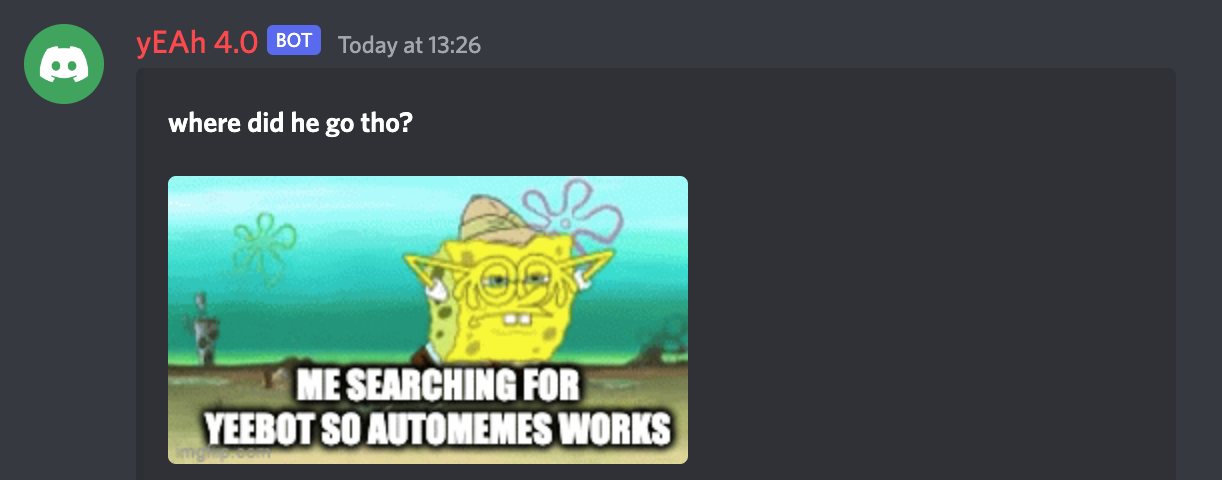 yEAh 4.0 BOT Today at 13:26
where did he go tho?
ME SEARCHING FOR
YEEBOT SO AUTOMEMES WORKS
imgflip.com